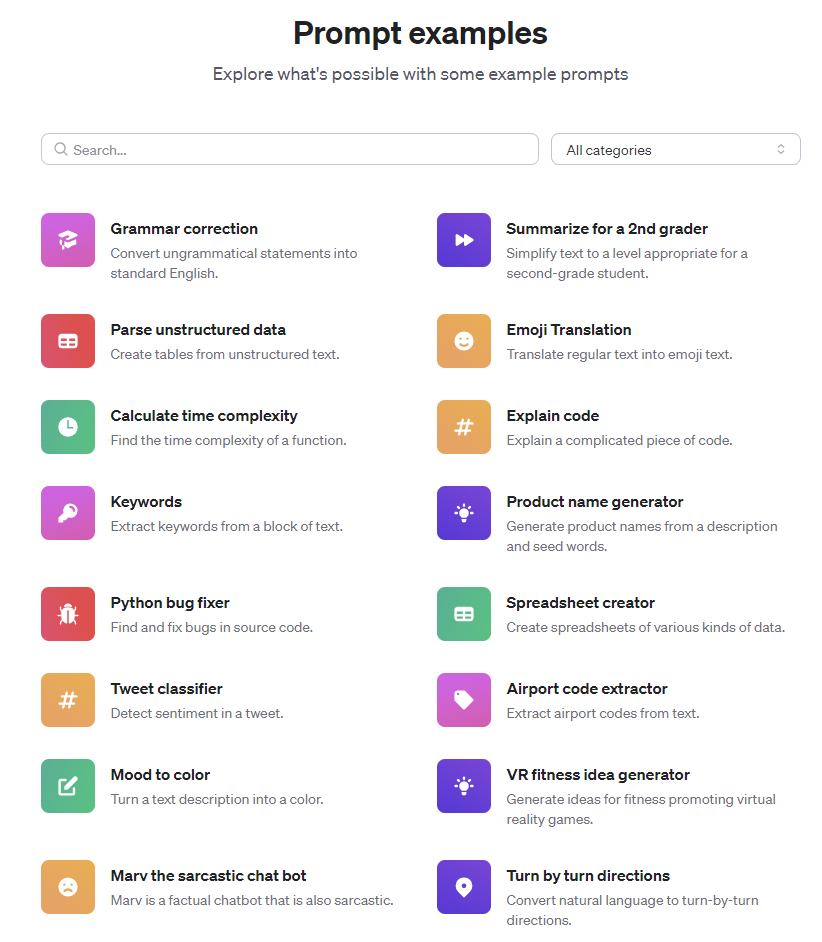 Prompt examples
Explore what's possible with some example prompts
Search...
All categories
Grammar correction
Convert ungrammatical statements into
standard English.
Summarize for a 2nd grader
Simplify text to a level appropriate for a
second-grade student.
Parse unstructured data
Create tables from unstructured text.
Emoji Translation
Translate regular text into emoji text.
Calculate time complexity
Find the time complexity of a function.
Explain code
Explain a complicated piece of code.
Keywords
Extract keywords from a block of text.
Product name generator
Generate product names from a description
and seed words.
Python bug fixer
Find and fix bugs in source code.
Spreadsheet creator
Create spreadsheets of various kinds of data.
Tweet classifier
Detect sentiment in a tweet.
Airport code extractor
Extract airport codes from text.
Mood to color
Turn a text description into a color.
VR fitness idea generator
Generate ideas for fitness promoting virtual
reality games.
Marv the sarcastic chat bot
Marv is a factual chatbot that is also sarcastic.
Turn by turn directions
Convert natural language to turn-by-turn
directions.